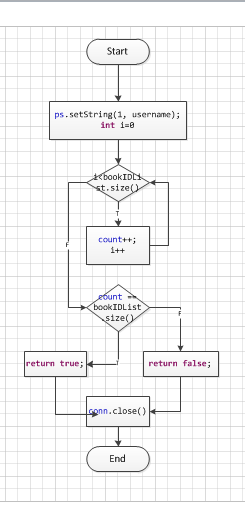 Start
ps.setString(1, username);
int i=0
i<bookIDLi
st.size()
T
count++;
i++
F
count ==
bookIDList
.size()
F
T
return true;
return false;
conn.close()
End